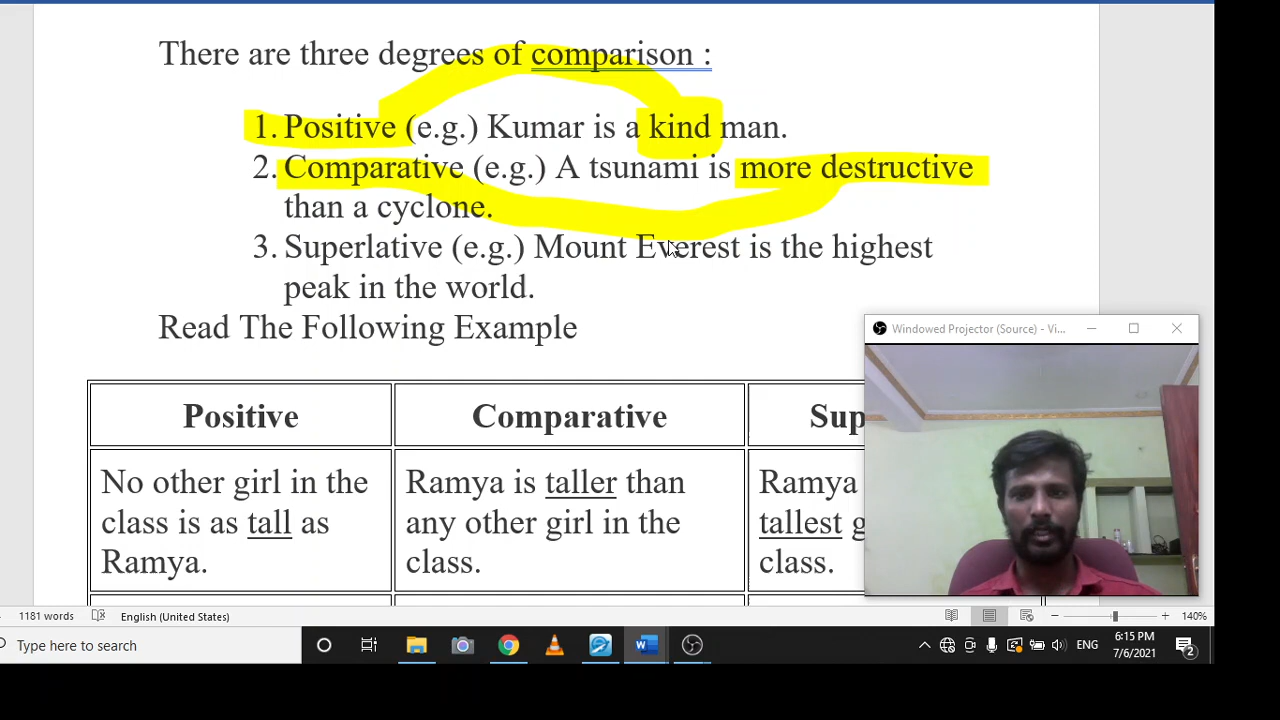 There are three degrees of comparison :
1. Positive (e.g.) Kumar is a kind man.
2. Comparative (e.g.) A tsunami is more destructive
than a cyclone.
3. Superlative (e.g.) Mount Everest is the highest
peak in the world.
Read The Following Example
Windowed Projector (Source) - Vi...
Positive Comparative Sup
No other girl in the Ramya is taller than Ramya
class is as tall as any other girl in the tallest g
Ramya. class. class.
1181 words English (United States) 140%
Type here to search ENG 6:15 PM
7/6/2021 2